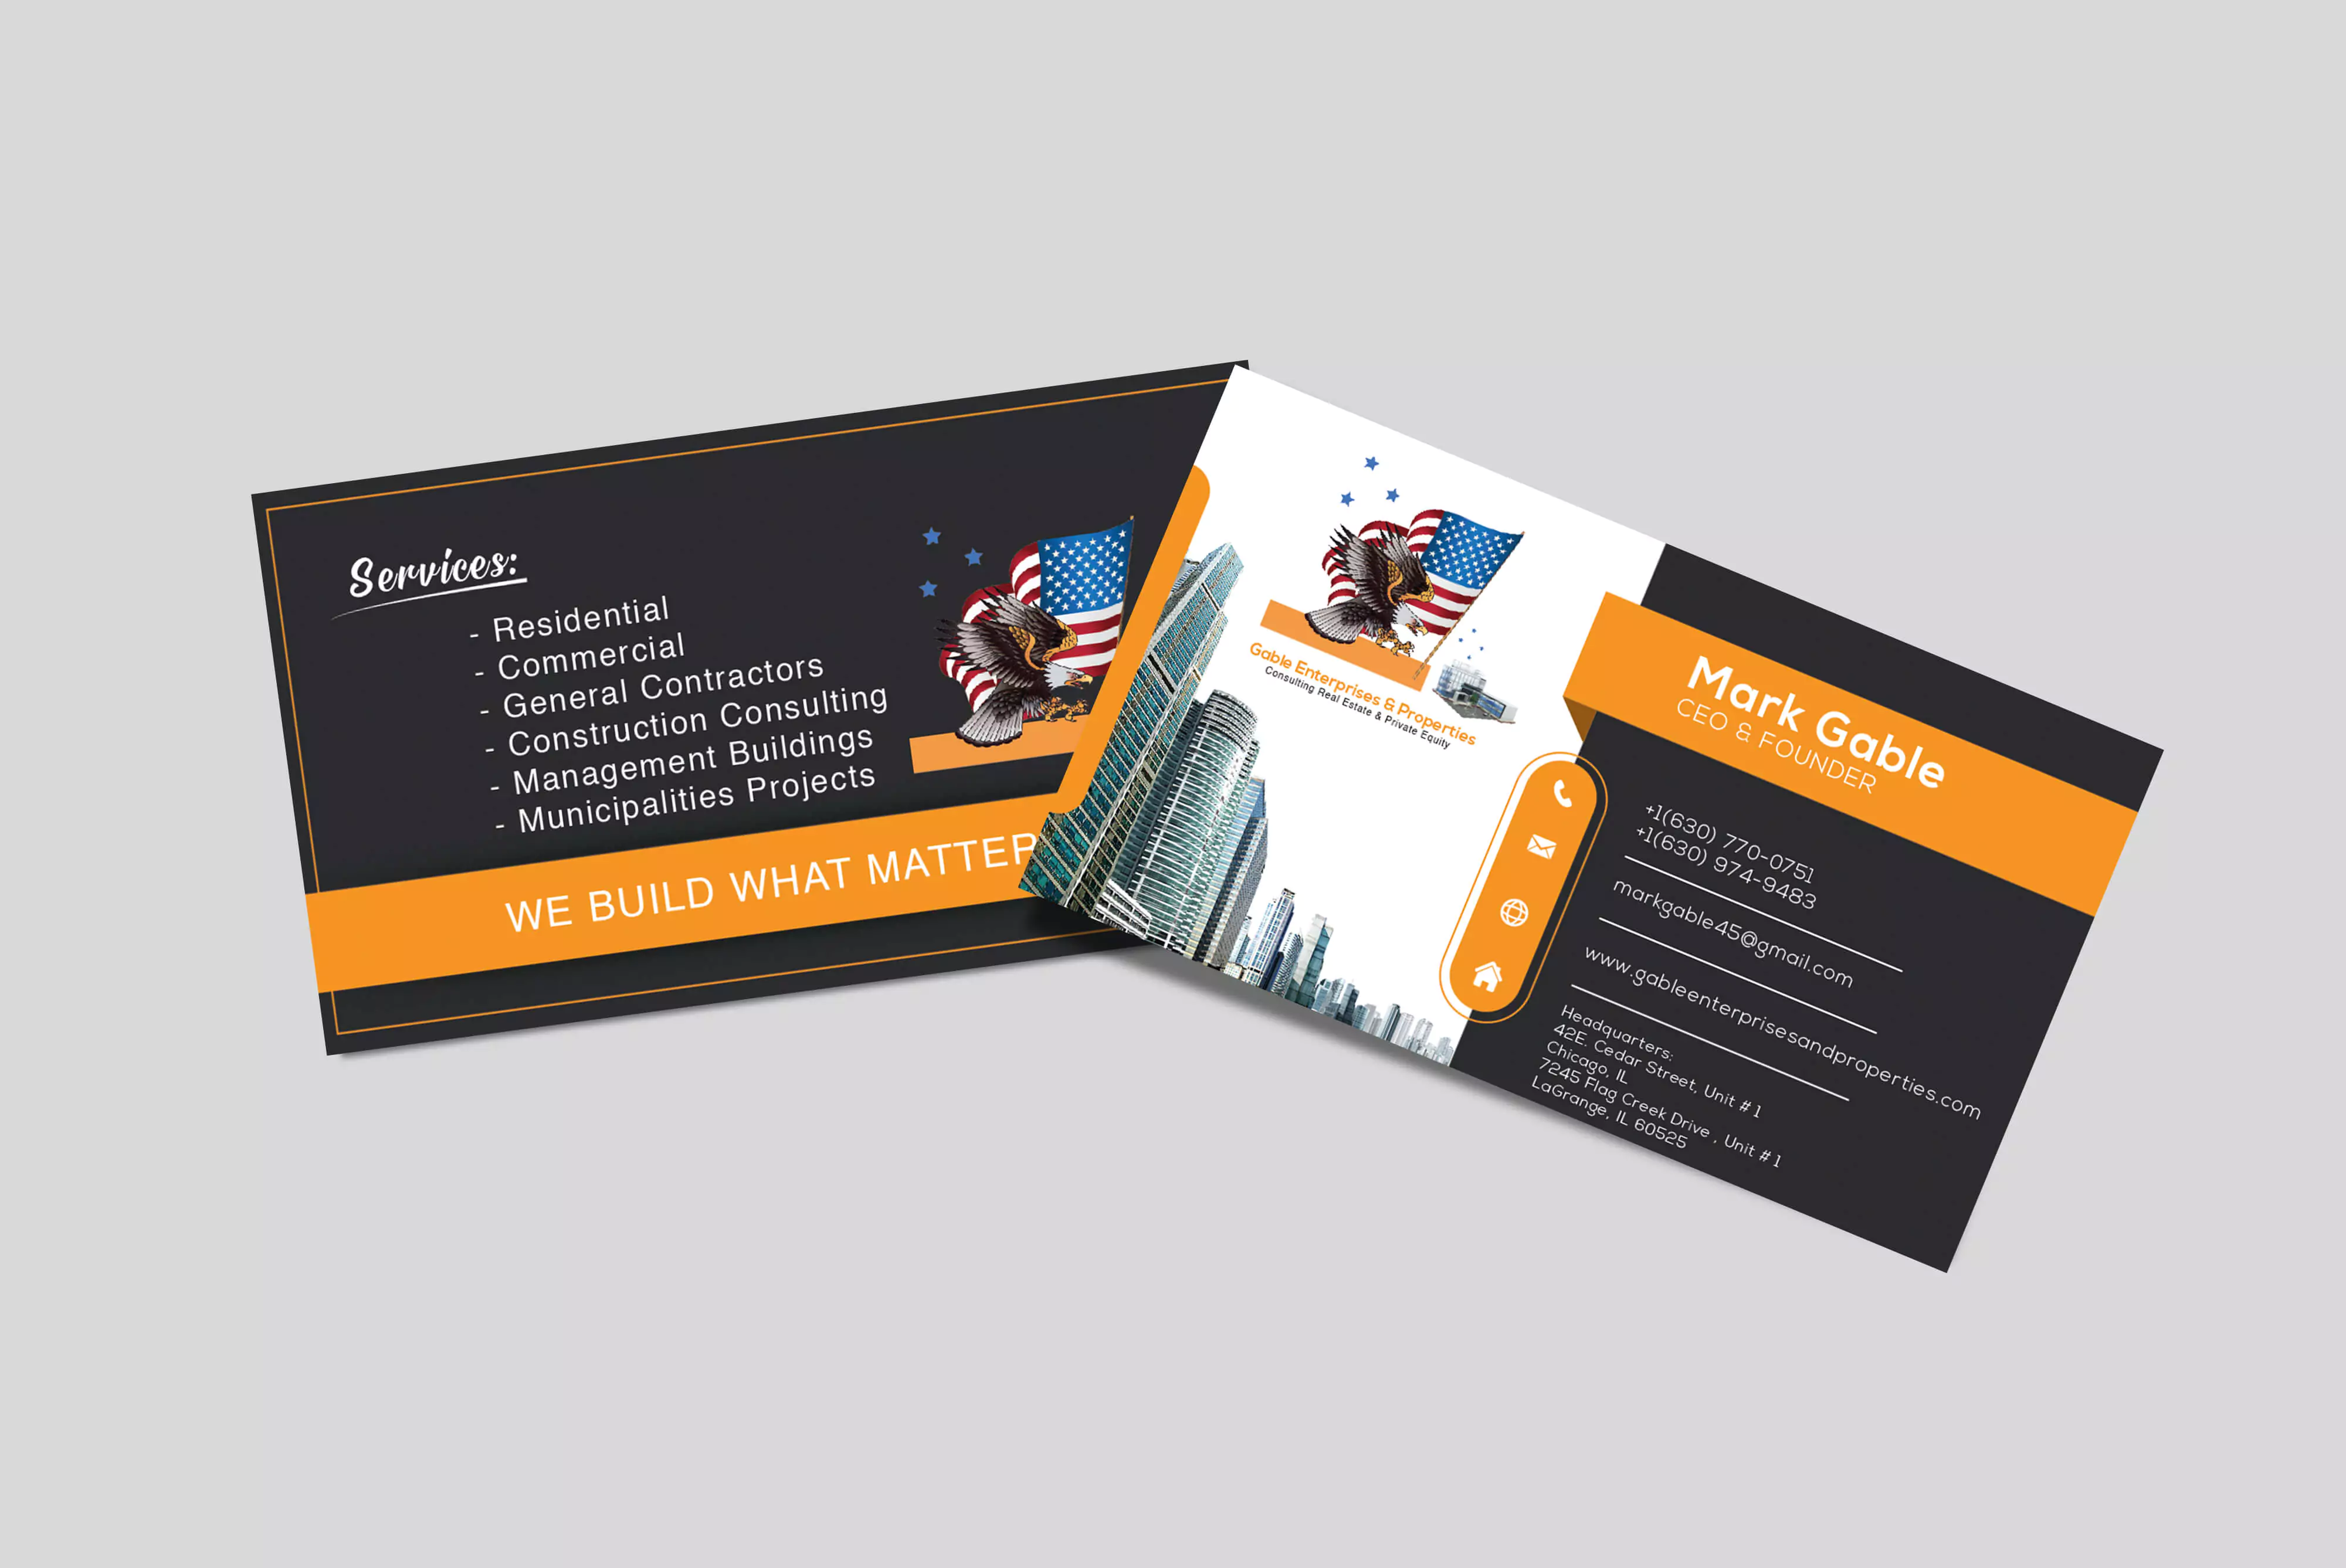 Services:
- Residential
- Commercial
- General Contractors
- Construction Consulting
- Management Buildings
- Municipalities Projects
WE BUILD WHAT MATTER
Gable Enterprises & Properties
Consulting Real Estate & Private Equity
Mark Gable
CEO & FOUNDER
+1(630) 770-0751
+1(630) 974-9483
markgable45@gmail.com
www.gableenterprisesandproperties.com
Headquarters:
42E. Cedar Street, Unit #1
Chicago, IL
7245 Flag Creek Drive , Unit #1
LaGrange, IL 60525